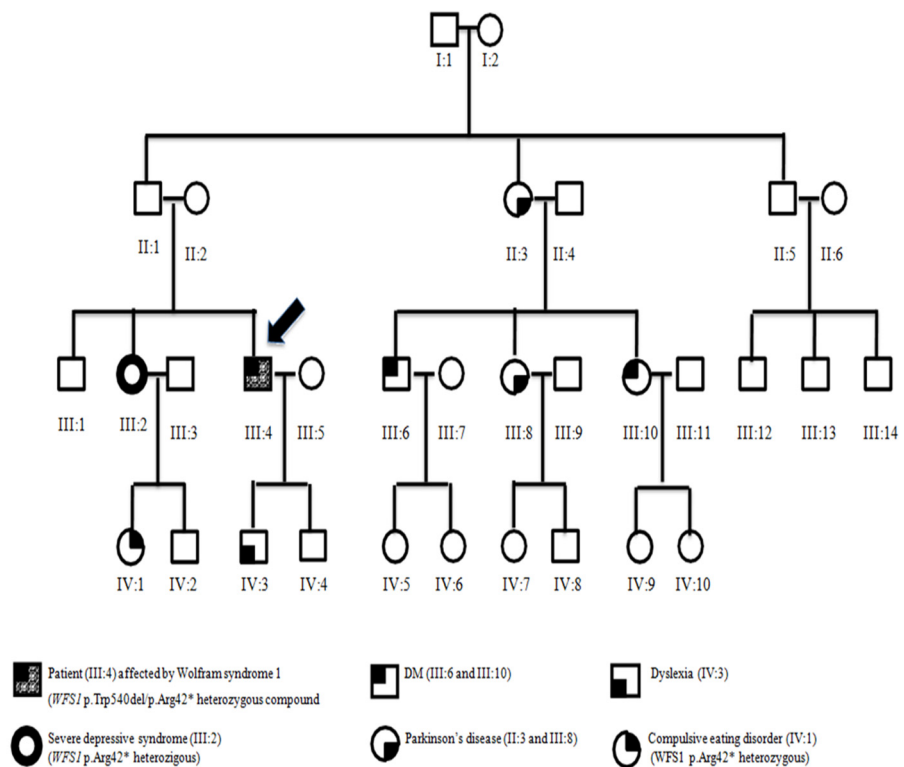 I:1 I:2
II:1 II:2 II:3 II:4 II:5 II:6
III:1 III:2 III:3 III:4 III:5 III:6 III:7 III:8 III:9 III:10 III:11 III:12 III:13 III:14
IV:1 IV:2 IV:3 IV:4 IV:5 IV:6 IV:7 IV:8 IV:9 IV:10
Patient (III:4) affected by Wolfram syndrome 1
(WFS1 p.Trp540del/p.Arg42* heterozygous compound
DM (III:6 and III:10)
Dyslexia (IV:3)
Severe depressive syndrome (III:2)
(WFS1 p.Arg42* heterozigous)
Parkinson's disease (II:3 and III:8)
Compulsive eating disorder (IV:1)
(WFS1 p.Arg42* heterozygous)